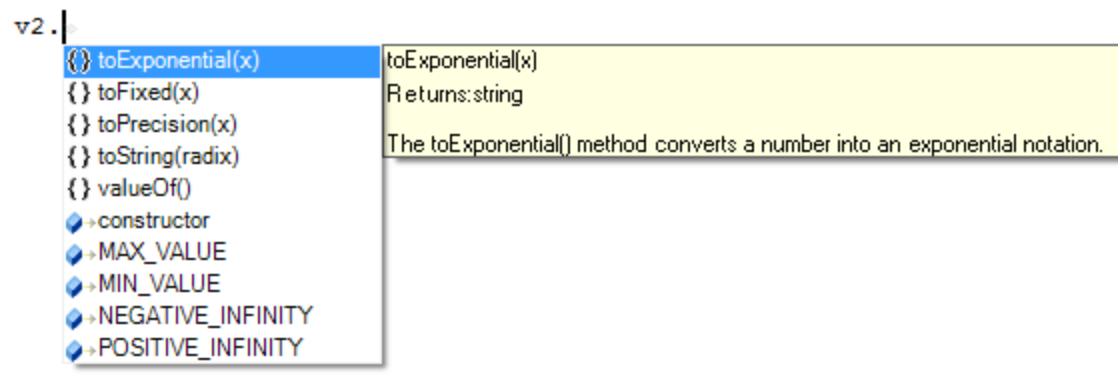 v2.
{} toExponential(x)
{} toFixed(x)
{} toPrecision(x)
{} toString(radix)
{} valueOf()
constructor
MAX_VALUE
MIN_VALUE
NEGATIVE_INFINITY
POSITIVE_INFINITY
toExponential(x)
Returns:string
The toExponential() method converts a number into an exponential notation.